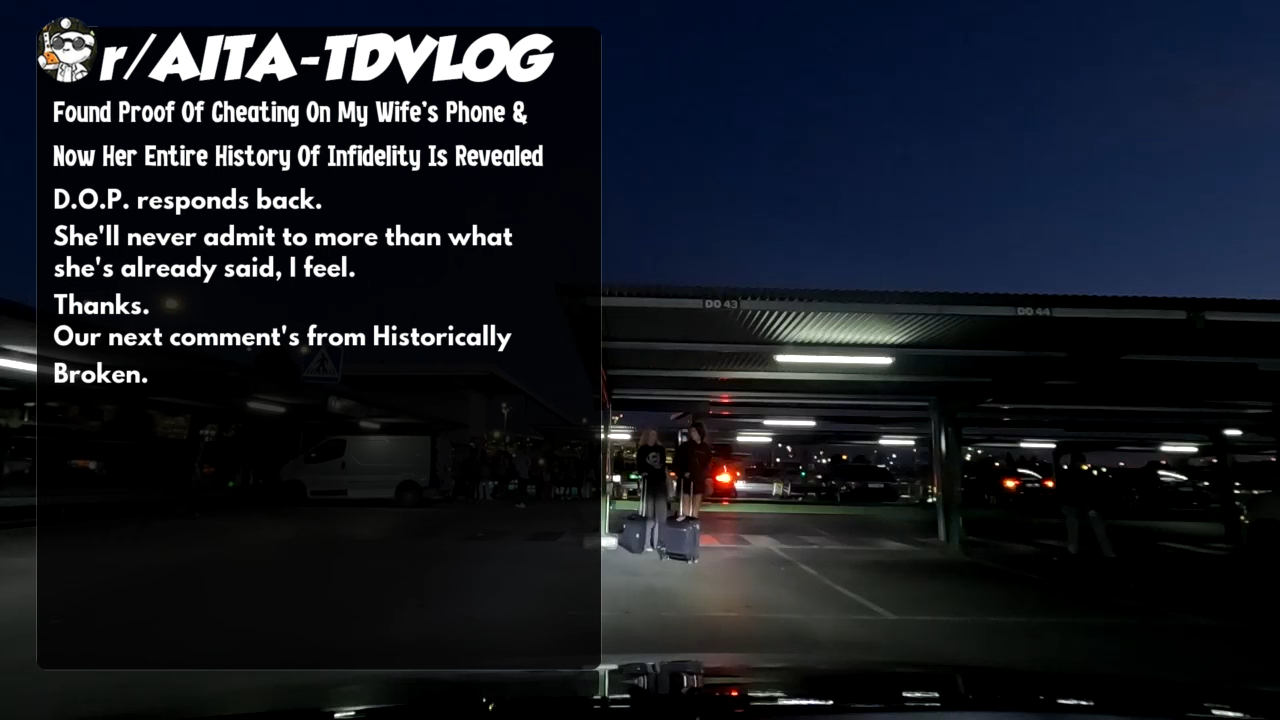 r/AITA-TDVLOG
Found Proof Of Cheating On My Wife's Phone &
Now Her Entire History Of Infidelity Is Revealed
D.O.P. responds back.
She'll never admit to more than what
she's already said, I feel.
Thanks.
Our next comment's from Historically
Broken.
DO 43
DO 44